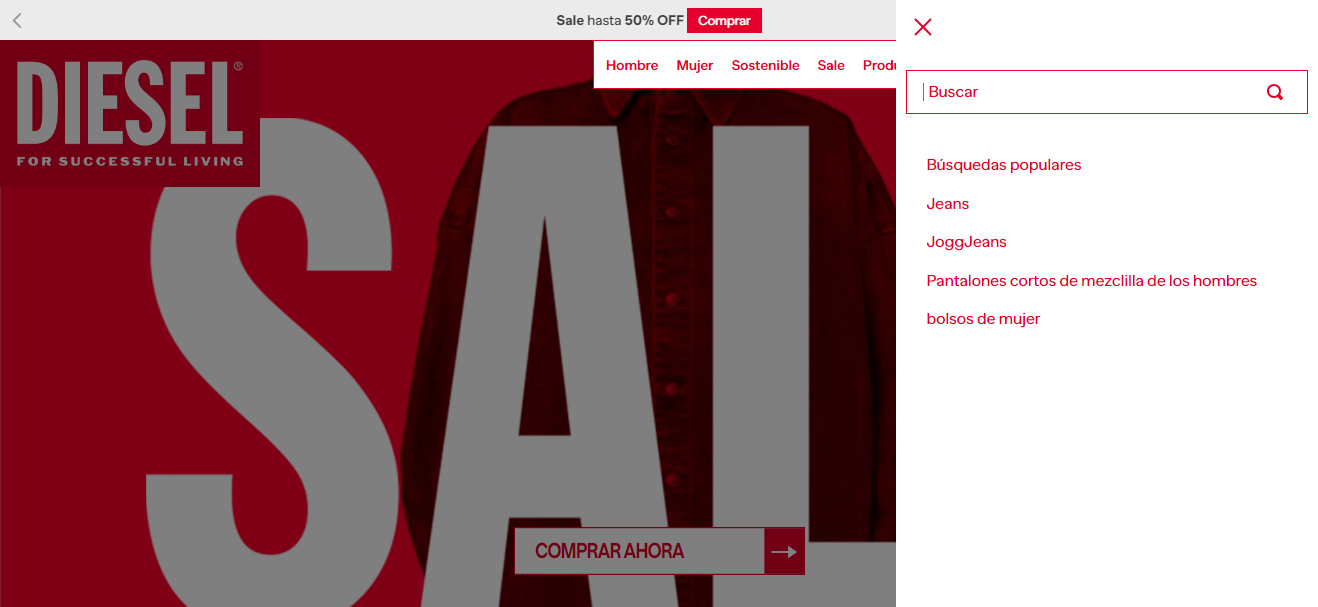 Sale hasta 50% OFF Comprar
DIESEL®
FOR SUCCESSFUL LIVING
Hombre Mujer Sostenible Sale Produ
SAL
COMPRAR AHORA
Buscar
Búsquedas populares
Jeans
JoggJeans
Pantalones cortos de mezclilla de los hombres
bolsos de mujer